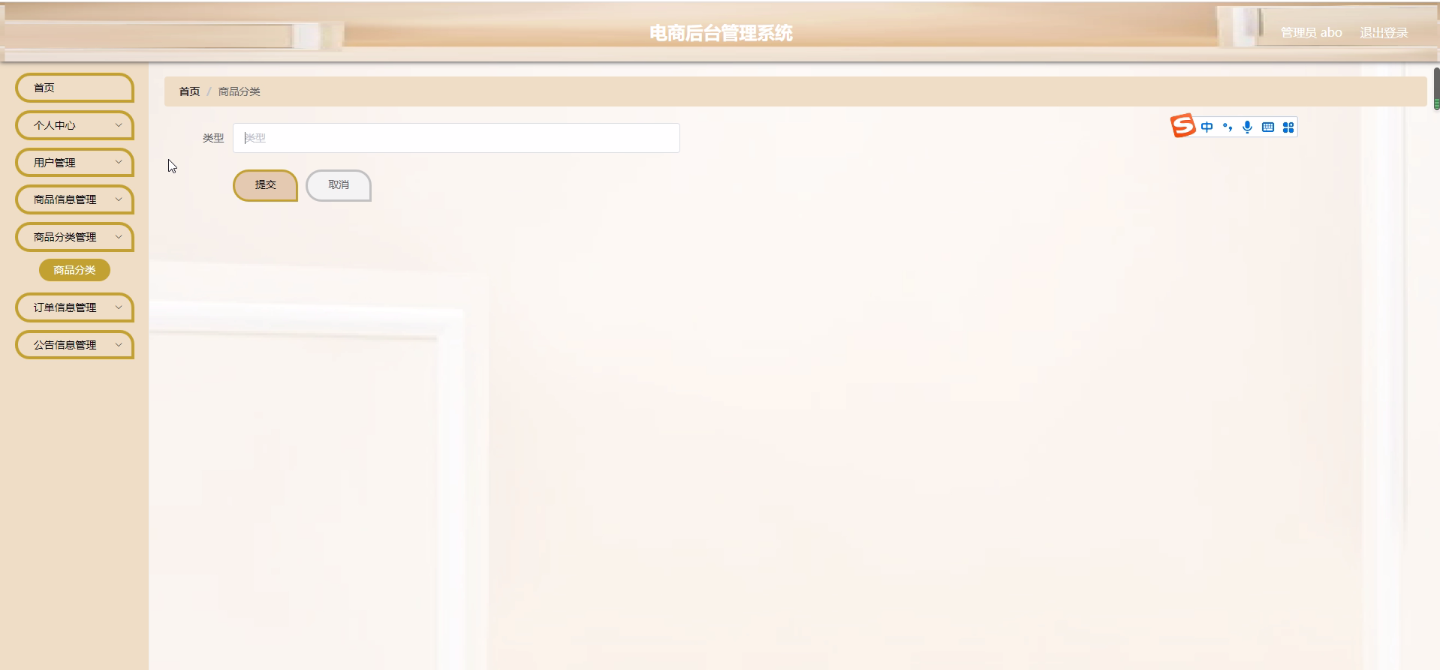 电商后台管理系统
管理员 abo 退出登录
首页
个人中心
用户管理
商品信息管理
商品分类管理
商品分类
订单信息管理
公告信息管理
首页 / 商品分类
类型 类型
提交 取消
S 中 °,